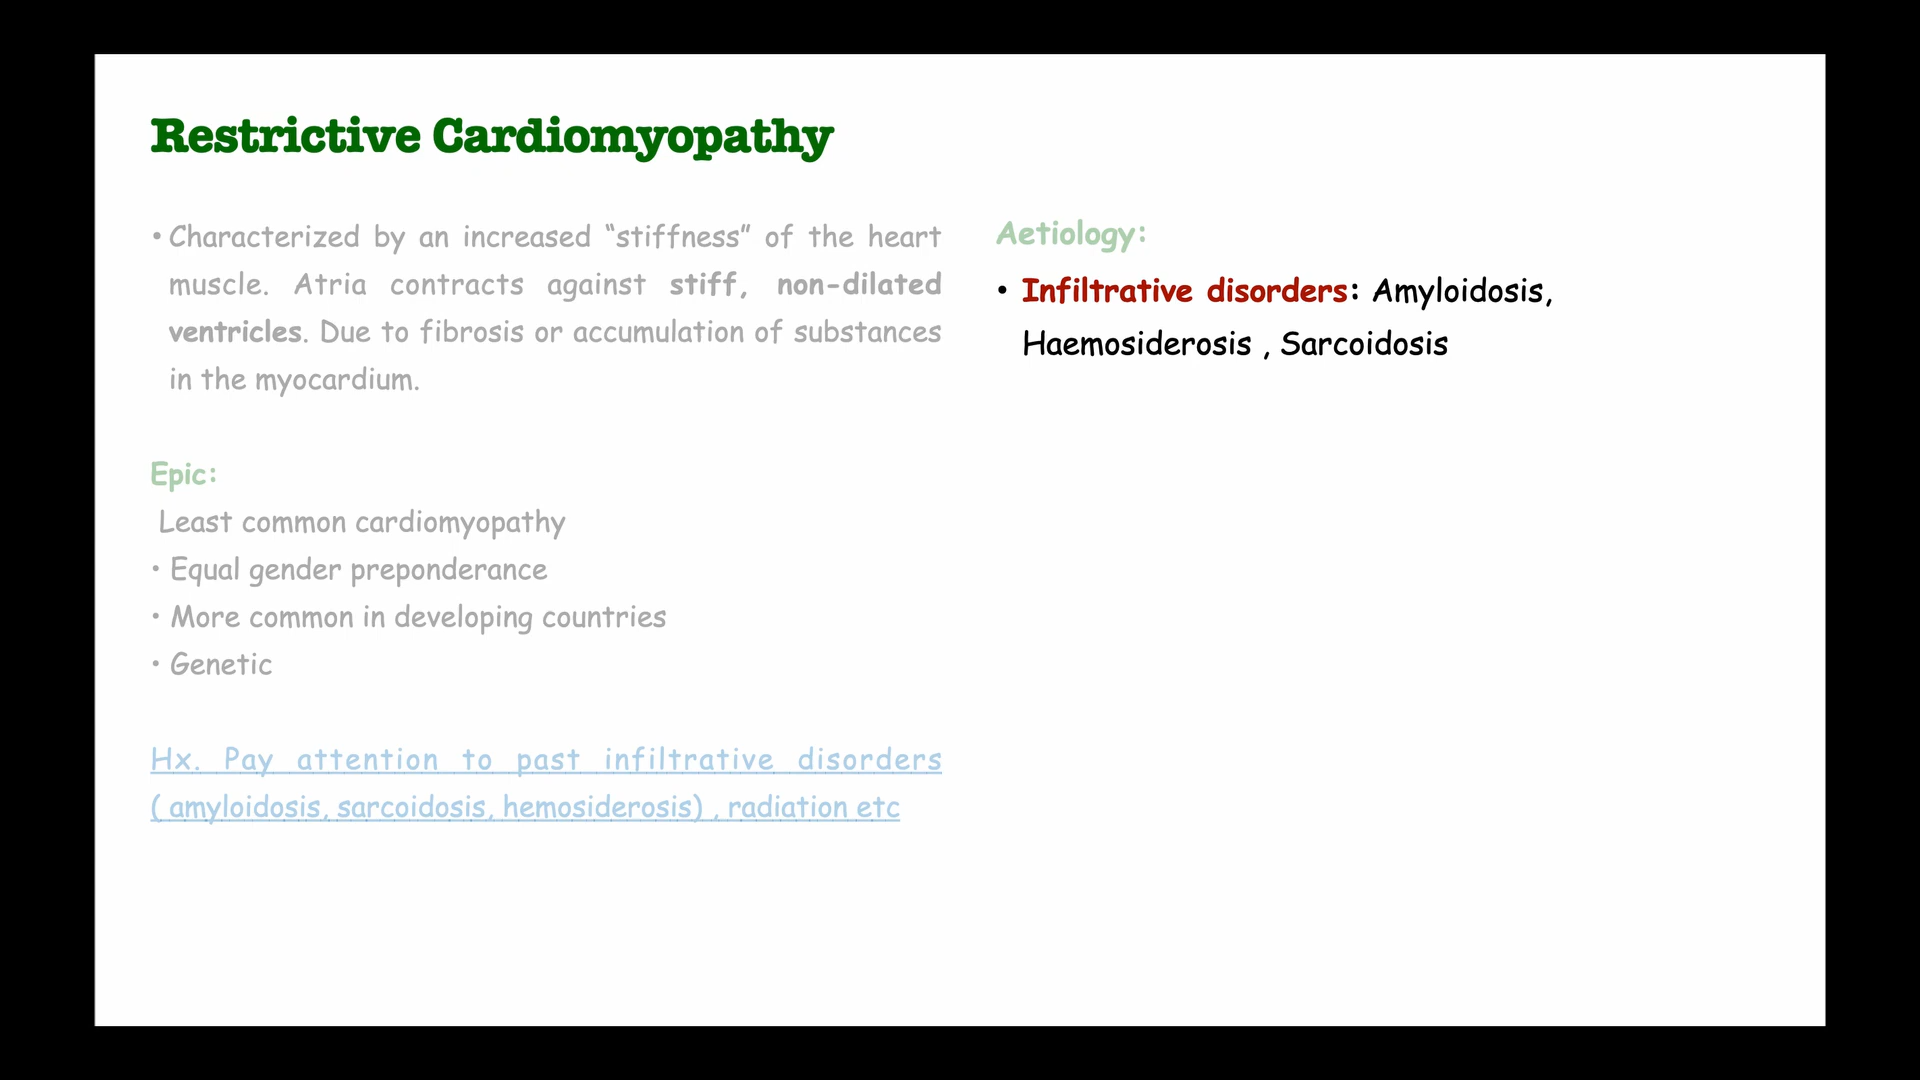 Restrictive Cardiomyopathy
• Characterized by an increased “stiffness” of the heart
muscle. Atria contracts against stiff, non-dilated
ventricles. Due to fibrosis or accumulation of substances
in the myocardium.
Epic:
Least common cardiomyopathy
• Equal gender preponderance
• More common in developing countries
• Genetic
Hx. Pay attention to past infiltrative disorders
( amyloidosis, sarcoidosis, hemosiderosis) , radiation etc
Aetiology:
• Infiltrative disorders: Amyloidosis,
Haemosiderosis , Sarcoidosis